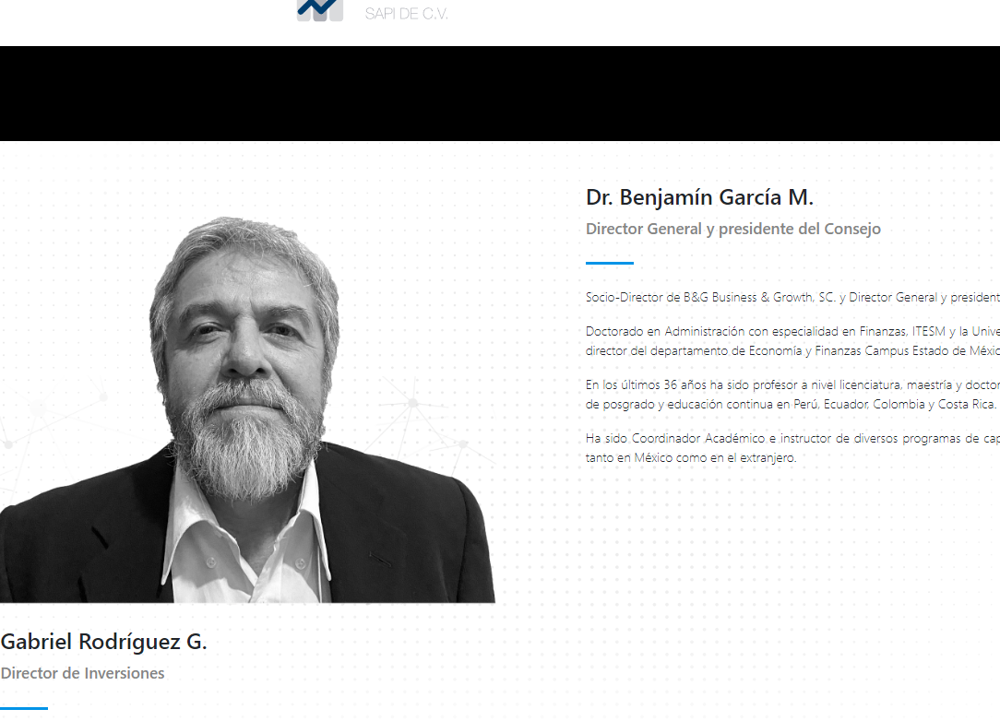 SAPI DE C.V.
Dr. Benjamín García M.
Director General y presidente del Consejo
Socio-Director de B&G Business & Growth, SC. y Director General y president
Doctorado en Administración con especialidad en Finanzas, ITESM y la Unive
director del departamento de Economía y Finanzas Campus Estado de Méxic
En los últimos 36 años ha sido profesor a nivel licenciatura, maestría y doctor
de posgrado y educación continua en Perú, Ecuador, Colombia y Costa Rica.
Ha sido Coordinador Académico e instructor de diversos programas de cap
tanto en México como en el extranjero.
Gabriel Rodríguez G.
Director de Inversiones